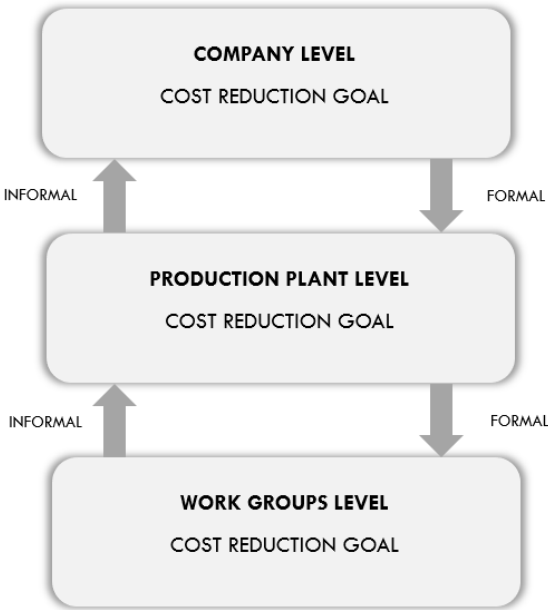 COMPANY LEVEL
COST REDUCTION GOAL
INFORMAL
FORMAL
PRODUCTION PLANT LEVEL
COST REDUCTION GOAL
INFORMAL
FORMAL
WORK GROUPS LEVEL
COST REDUCTION GOAL